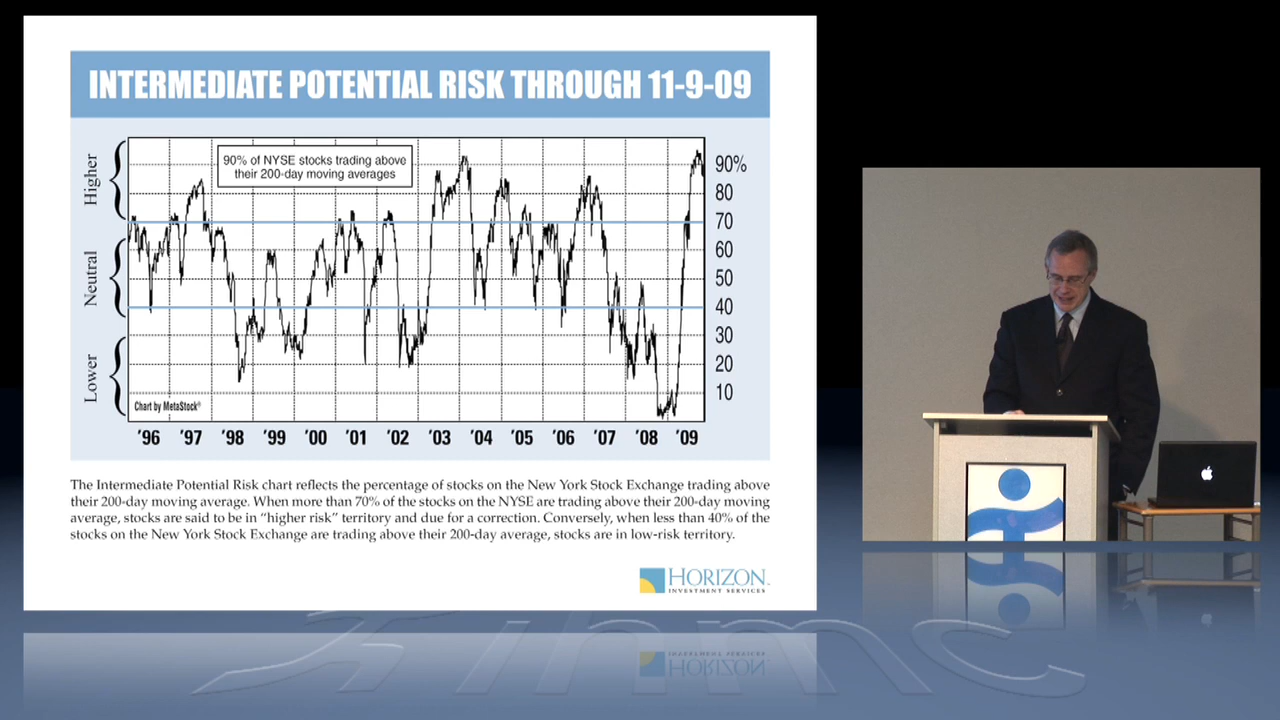 INTERMEDIATE POTENTIAL RISK THROUGH 11-9-09
Higher
Neutral
Lower
90% of NYSE stocks trading above
their 200-day moving averages
90%
80
70
60
50
40
30
20
10
Chart by MetaStock®
'96 '97 '98 '99 '00 '01 '02 '03 '04 '05 '06 '07 '08 '09
The Intermediate Potential Risk chart reflects the percentage of stocks on the New York Stock Exchange trading above
their 200-day moving average. When more than 70% of the stocks on the NYSE are trading above their 200-day moving
average, stocks are said to be in “higher risk” territory and due for a correction. Conversely, when less than 40% of the
stocks on the New York Stock Exchange are trading above their 200-day average, stocks are in low-risk territory.
HORIZON™
INVESTMENT SERVICES
ihmc